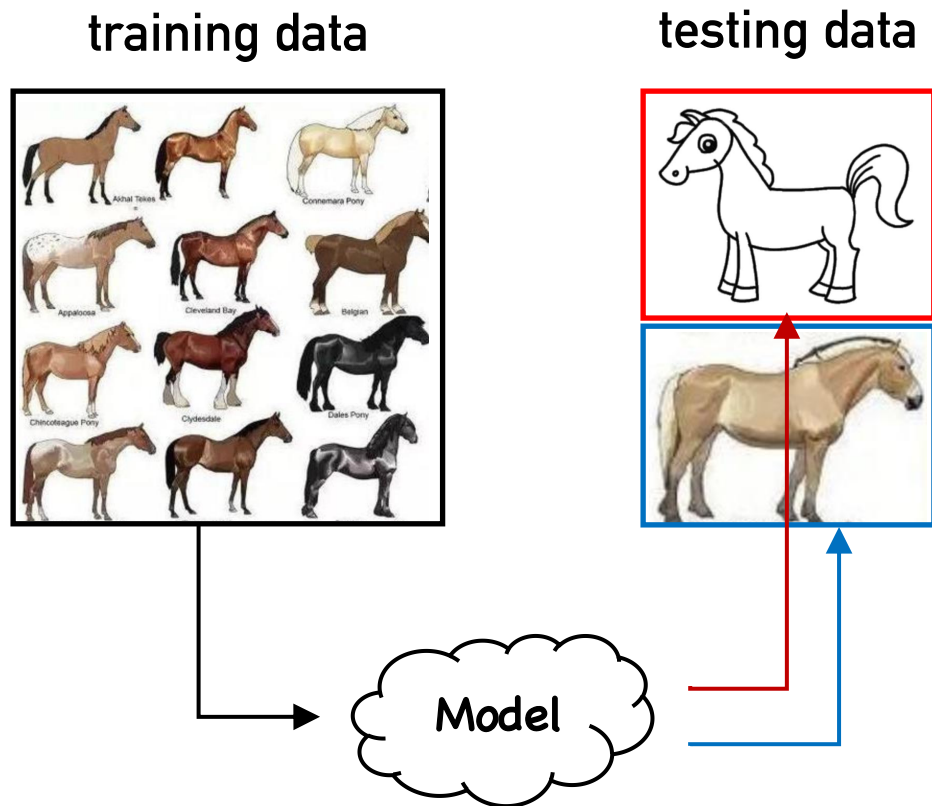 training data
testing data
Akhal Tekes
Connemara Pony
Appaloosa
Cleveland Bay
Belgian
Chincoteague Pony
Clydesdale
Dales Pony
Model